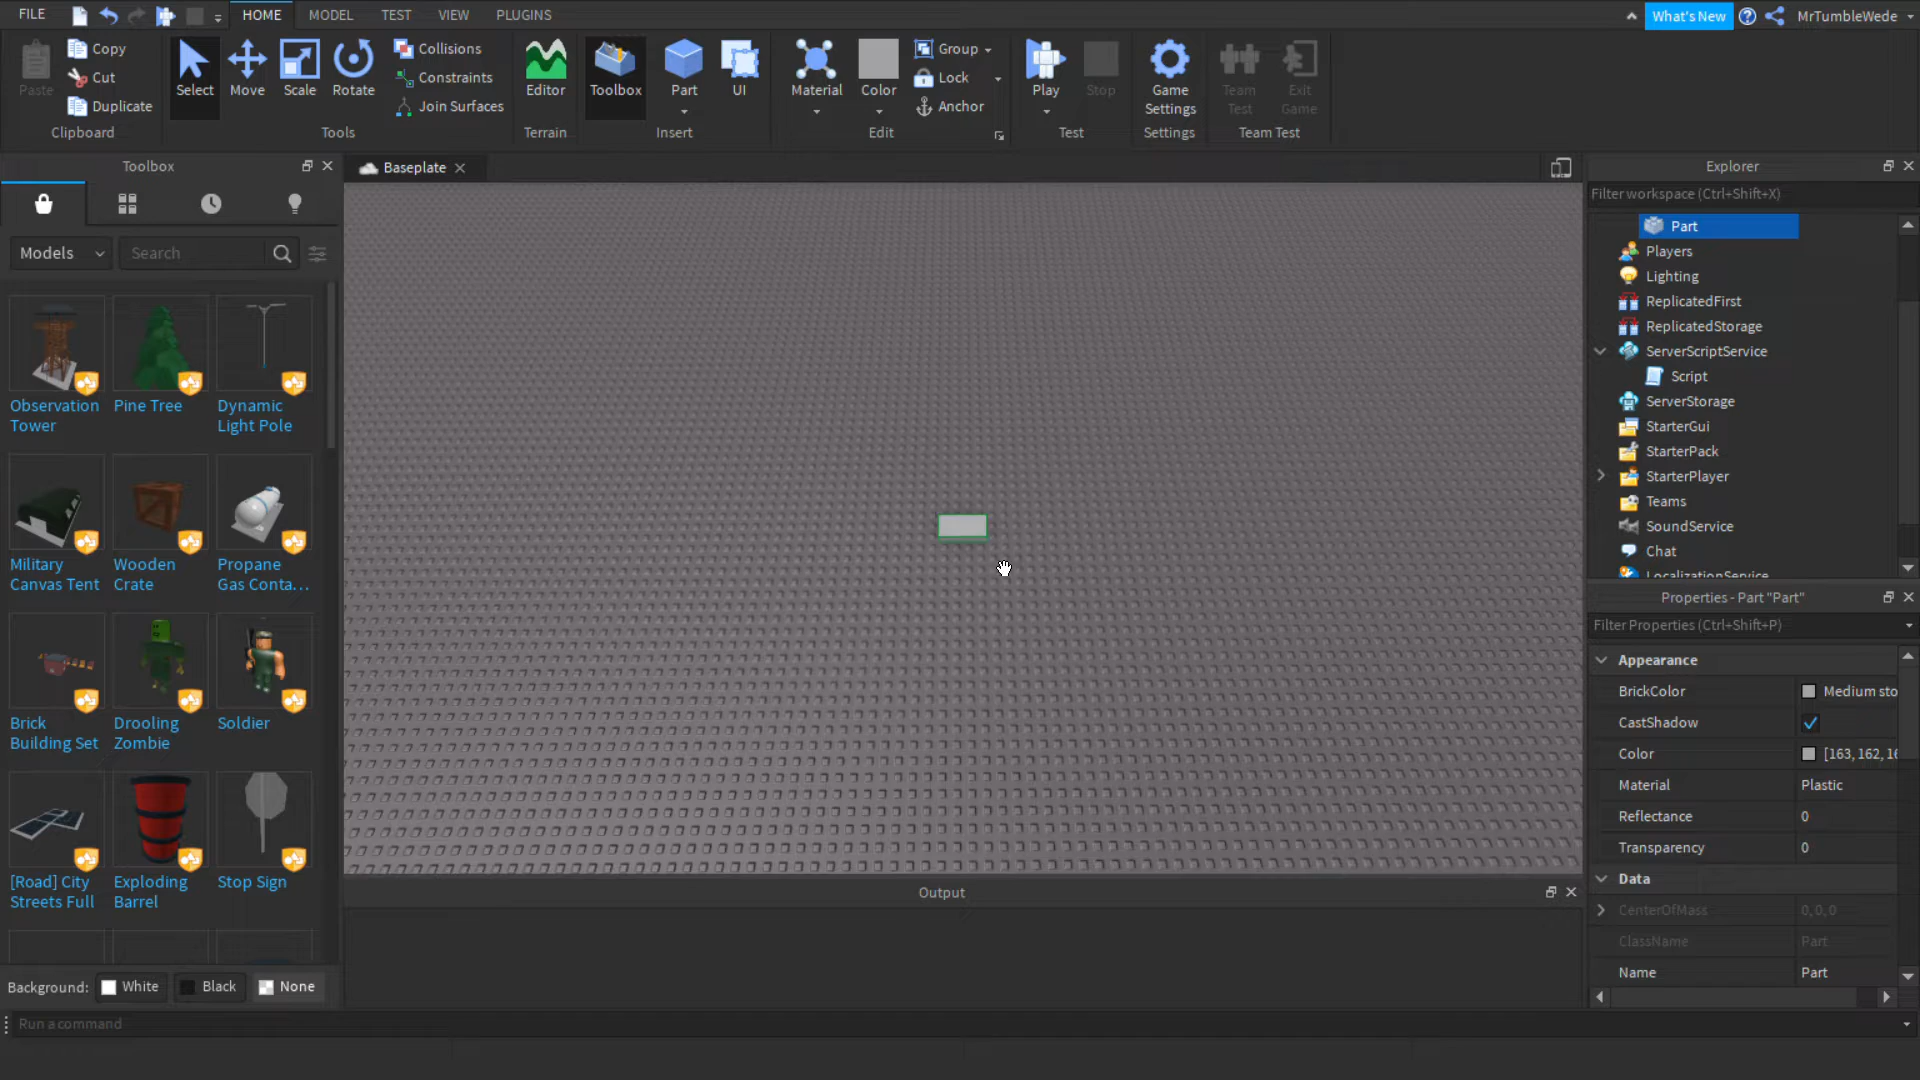 FILE
HOME
MODEL
TEST
VIEW
PLUGINS
What's New
MrTumbleWede
Paste
Copy
Cut
Duplicate
Clipboard
Select
Move
Scale
Rotate
Collisions
Constraints
Join Surfaces
Tools
Editor
Terrain
Toolbox
Part
UI
Insert
Material
Color
Group
Lock
Anchor
Edit
Play
Stop
Test
Game
Settings
Settings
Team
Test
Exit
Game
Team Test
Toolbox
Models
Search
Observation
Tower
Pine Tree
Dynamic
Light Pole
Military
Canvas Tent
Wooden
Crate
Propane
Gas Conta...
Brick
Building Set
Drooling
Zombie
Soldier
[Road] City
Streets Full
Exploding
Barrel
Stop Sign
Background:
White
Black
None
Run a command
Baseplate
Output
Explorer
Filter workspace (Ctrl+Shift+X)
Part
Players
Lighting
ReplicatedFirst
ReplicatedStorage
ServerScriptService
Script
ServerStorage
StarterGui
StarterPack
StarterPlayer
Teams
SoundService
Chat
LocalizationService
Properties - Part "Part"
Filter Properties (Ctrl+Shift+P)
Appearance
BrickColor Medium sto
CastShadow
Color [163, 162, 16
Material Plastic
Reflectance 0
Transparency 0
Data
CenterOfMass 0, 0, 0
ClassName Part
Name Part